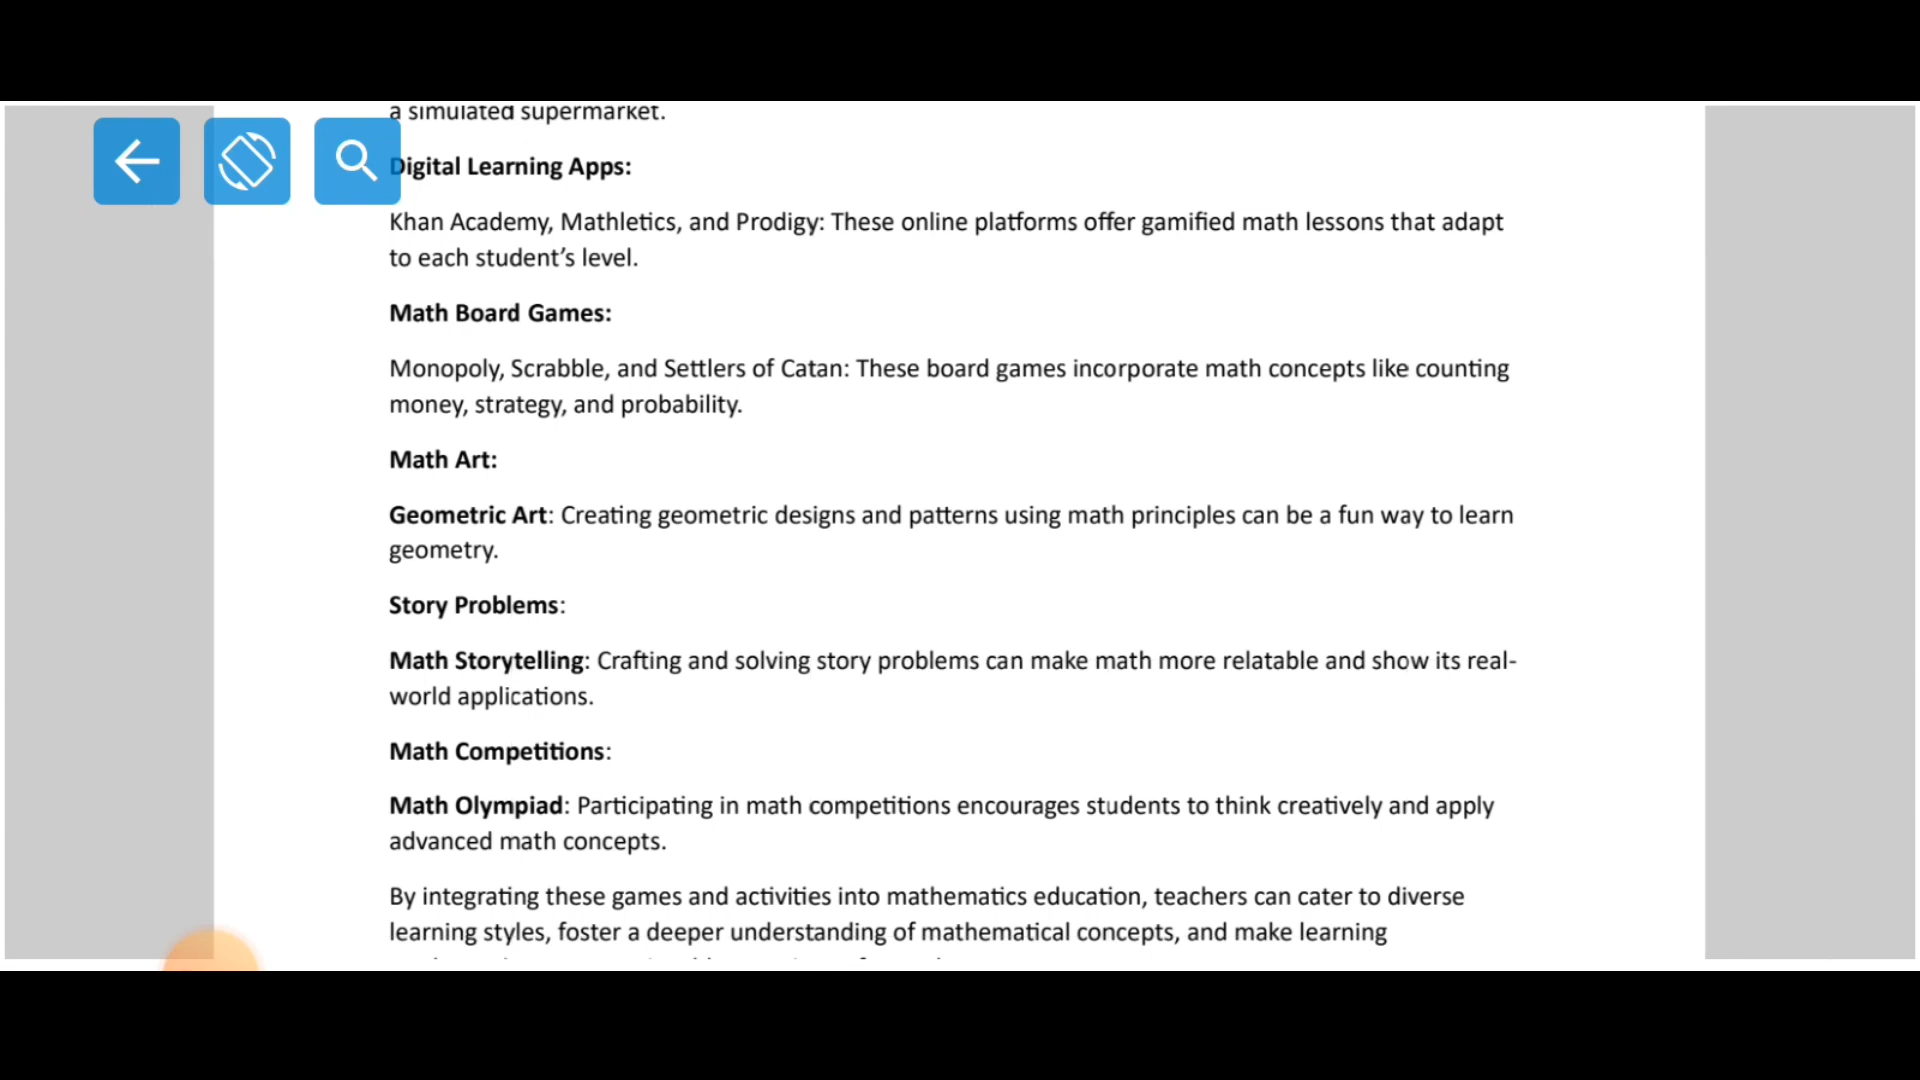 a simulated supermarket.
Digital Learning Apps:
Khan Academy, Mathletics, and Prodigy: These online platforms offer gamified math lessons that adapt
to each student’s level.
Math Board Games:
Monopoly, Scrabble, and Settlers of Catan: These board games incorporate math concepts like counting
money, strategy, and probability.
Math Art:
Geometric Art: Creating geometric designs and patterns using math principles can be a fun way to learn
geometry.
Story Problems:
Math Storytelling: Crafting and solving story problems can make math more relatable and show its real-
world applications.
Math Competitions:
Math Olympiad: Participating in math competitions encourages students to think creatively and apply
advanced math concepts.
By integrating these games and activities into mathematics education, teachers can cater to diverse
learning styles, foster a deeper understanding of mathematical concepts, and make learning